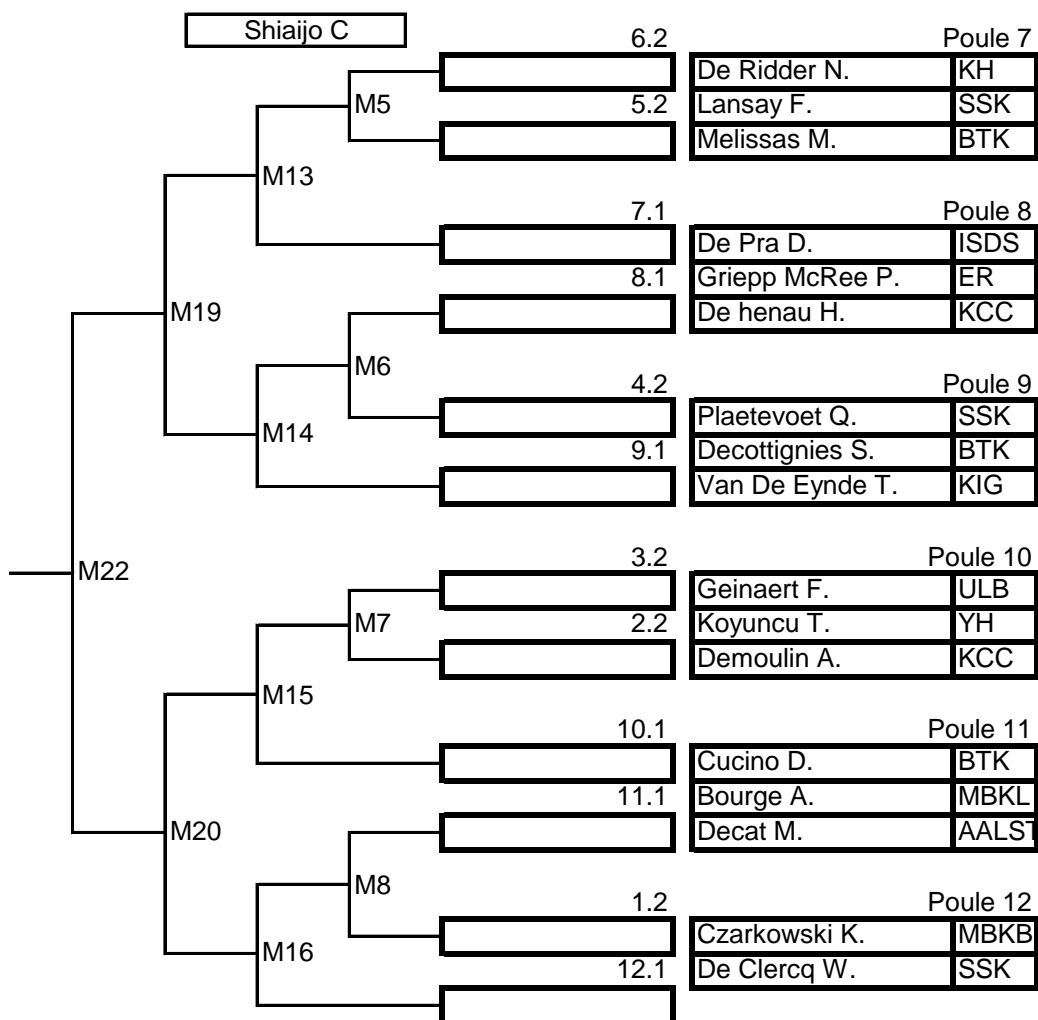 Shiaijo C
6.2 Poule 7
De Ridder N. KH
M5 5.2 Lansay F. SSK
Melissas M. BTK
M13
7.1 Poule 8
De Pra D. ISDS
8.1 Griepp McRee P. ER
M19 De henau H. KCC
M6
4.2 Poule 9
Plaetevoet Q. SSK
M14
9.1 Decottignies S. BTK
Van De Eynde T. KIG
3.2 Poule 10
M22
Geinaert F. ULB
M7 2.2 Koyuncu T. YH
Demoulin A. KCC
M15
10.1 Poule 11
Cucino D. BTK
11.1 Bourge A. MBKL
M20 Decat M. AALST
M8
1.2 Poule 12
Czarkowski K. MBKB
M16
12.1 De Clercq W. SSK